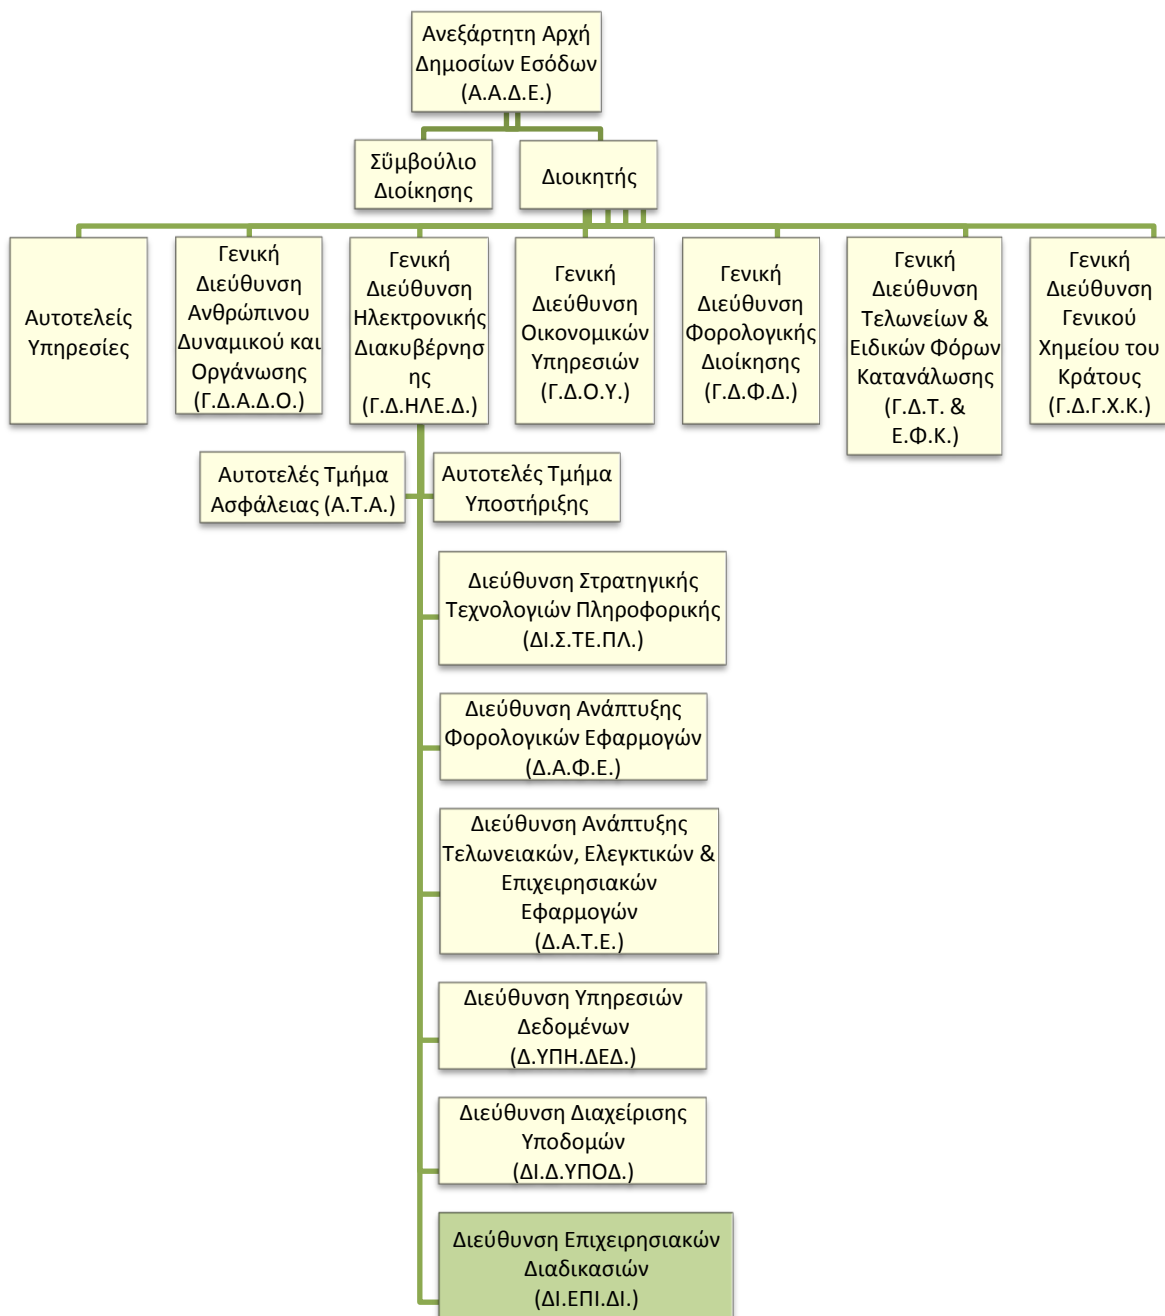 Ανεξάρτητη Αρχή
Δημοσίων Εσόδων
(Α.Α.Δ.Ε.)
Σΰμβούλιο
Διοίκησης
Διοικητής
Αυτοτελείς
Υπηρεσίες
Γενική
Διεύθυνση
Ανθρώπινου
Δυναμικού και
Οργάνωσης
(Γ.Δ.Α.Δ.Ο.)
Γενική
Διεύθυνση
Ηλεκτρονικής
Διακυβέρνησ
ης
(Γ.Δ.ΗΛΕ.Δ.)
Γενική
Διεύθυνση
Οικονομικών
Υπηρεσιών
(Γ.Δ.Ο.Υ.)
Γενική
Διεύθυνση
Φορολογικής
Διοίκησης
(Γ.Δ.Φ.Δ.)
Γενική
Διεύθυνση
Τελωνείων &
Ειδικών Φόρων
Κατανάλωσης
(Γ.Δ.Τ. &
Ε.Φ.Κ.)
Γενική
Διεύθυνση
Γενικού
Χημείου του
Κράτους
(Γ.Δ.Γ.Χ.Κ.)
Αυτοτελές Τμήμα
Ασφάλειας (Α.Τ.Α.)
Αυτοτελές Τμήμα
Υποστήριξης
Διεύθυνση Στρατηγικής
Τεχνολογιών Πληροφορικής
(ΔΙ.Σ.ΤΕ.ΠΛ.)
Διεύθυνση Ανάπτυξης
Φορολογικών Εφαρμογών
(Δ.Α.Φ.Ε.)
Διεύθυνση Ανάπτυξης
Τελωνειακών, Ελεγκτικών &
Επιχειρησιακών
Εφαρμογών
(Δ.Α.Τ.Ε.)
Διεύθυνση Υπηρεσιών
Δεδομένων
(Δ.ΥΠΗ.ΔΕΔ.)
Διεύθυνση Διαχείρισης
Υποδομών
(ΔΙ.Δ.ΥΠΟΔ.)
Διεύθυνση Επιχειρησιακών
Διαδικασιών
(ΔΙ.ΕΠΙ.ΔΙ.)